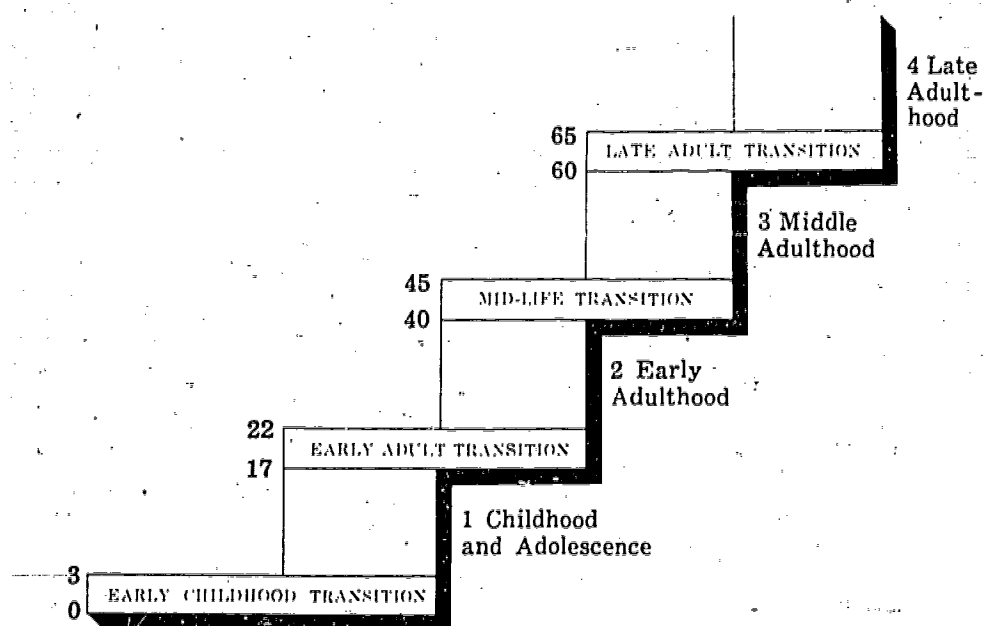 4 Late
Adult-
hood
65
LATE ADULT TRANSITION
60
3 Middle
Adulthood
45
MID-LIFE TRANSITION
40
2 Early
Adulthood
22
EARLY ADULT TRANSITION
17
1 Childhood
and Adolescence
3
EARLY CHILDHOOD TRANSITION
0